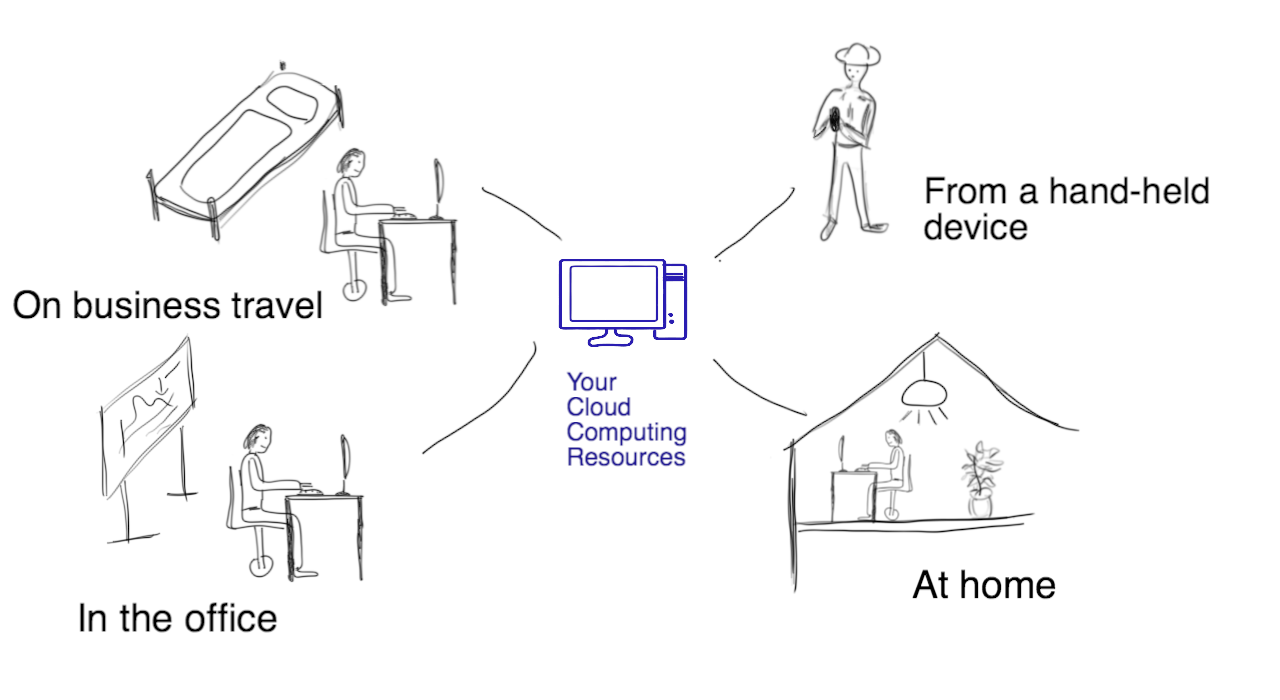 On business travel
From a hand-held
device
Your
Cloud
Computing
Resources
In the office
At home